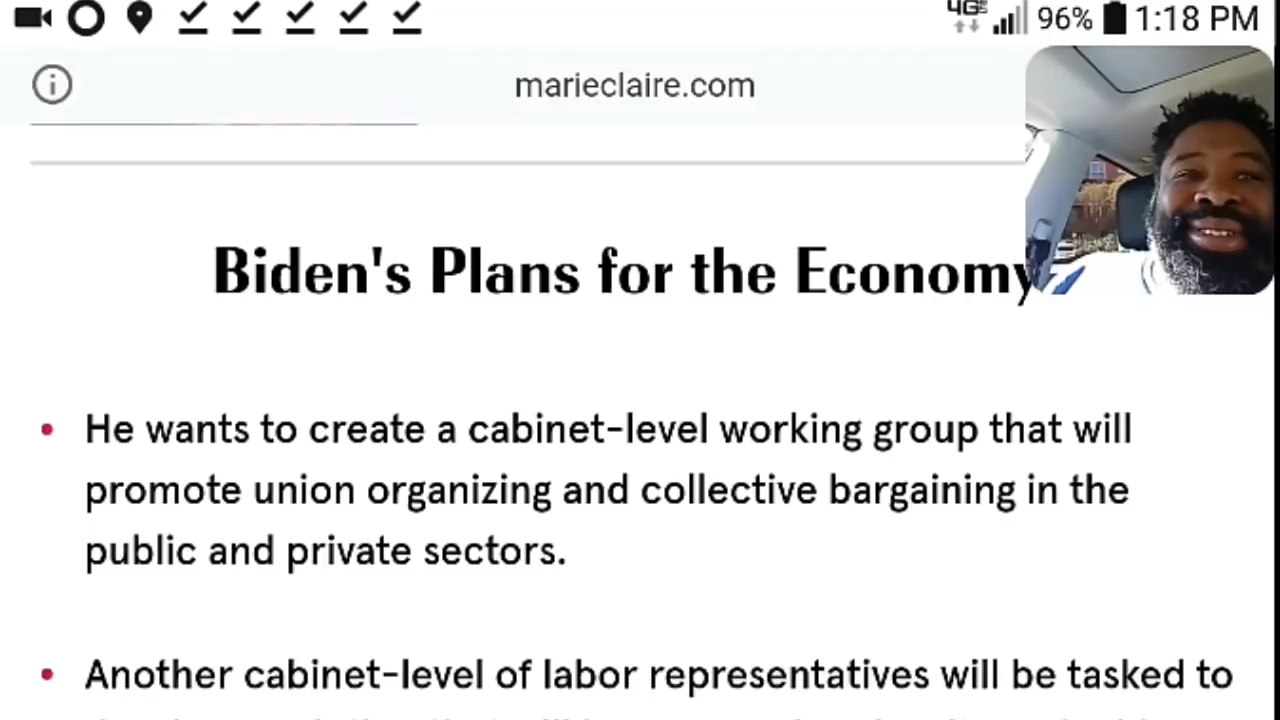 4G 96% 1:18 PM
marieclaire.com
Biden's Plans for the Economy
• He wants to create a cabinet-level working group that will
promote union organizing and collective bargaining in the
public and private sectors.
• Another cabinet-level of labor representatives will be tasked to